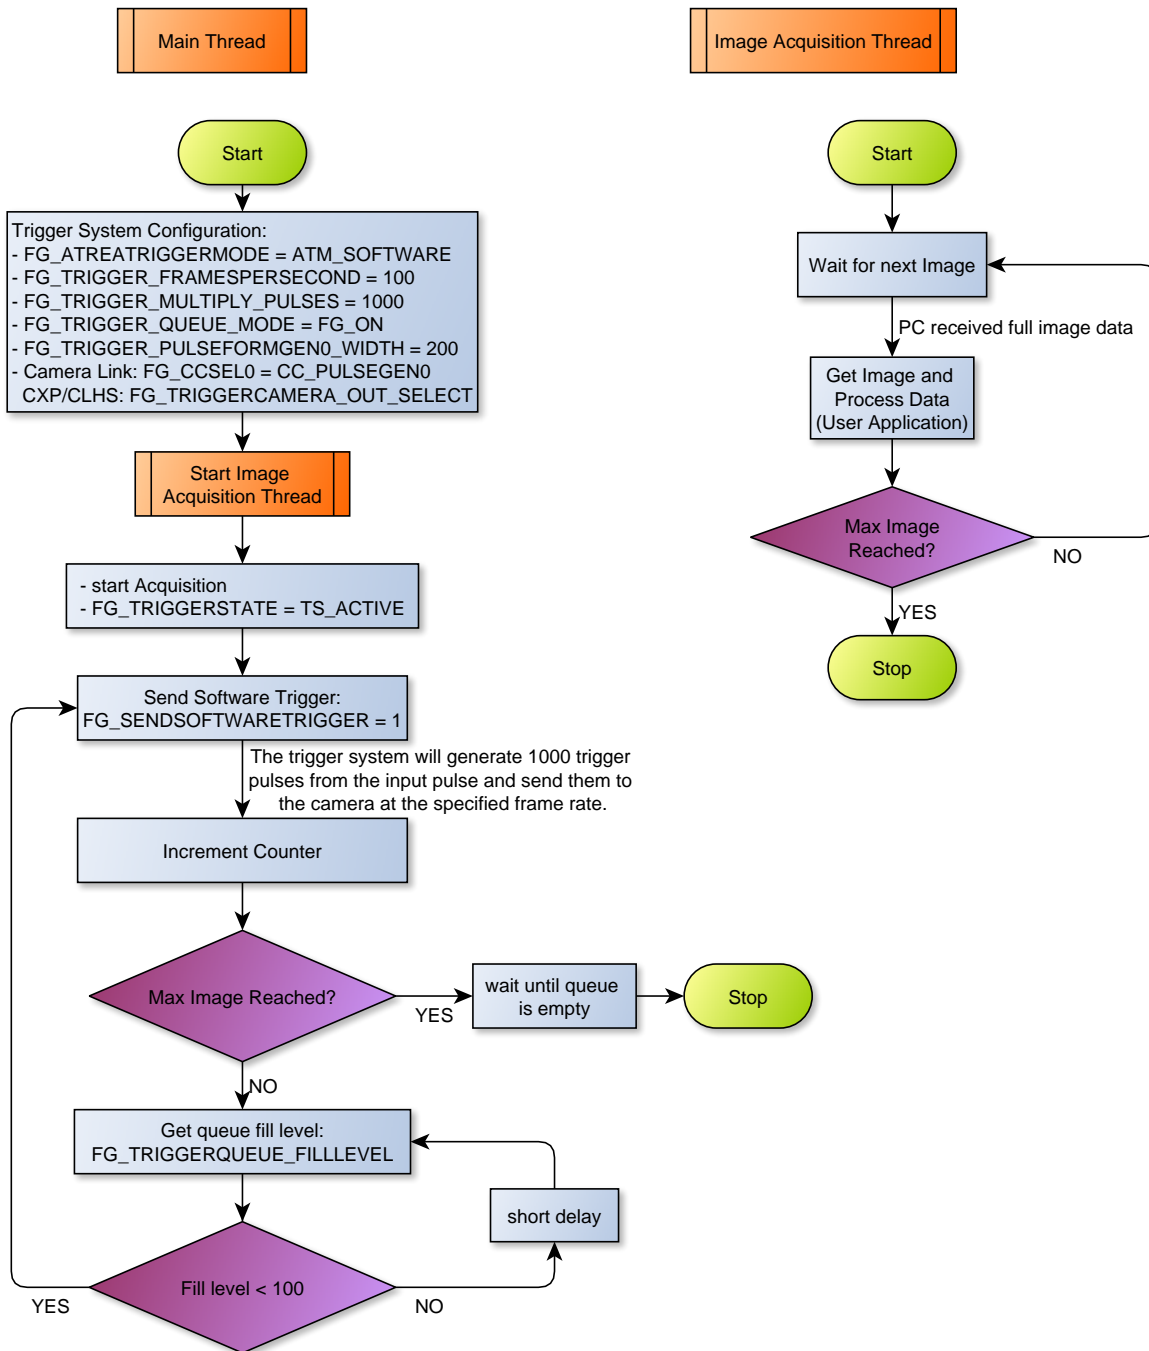 Main Thread
Start
Trigger System Configuration:
- FG_ATREATRIGGERMODE = ATM_SOFTWARE
- FG_TRIGGER_FRAMESPERSECOND = 100
- FG_TRIGGER_MULTIPLY_PULSES = 1000
- FG_TRIGGER_QUEUE_MODE = FG_ON
- FG_TRIGGER_PULSEFORMGEN0_WIDTH = 200
- Camera Link: FG_CCSEL0 = CC_PULSEGEN0
CXP/CLHS: FG_TRIGGERCAMERA_OUT_SELECT
Start Image
Acquisition Thread
- start Acquisition
- FG_TRIGGERSTATE = TS_ACTIVE
Send Software Trigger:
FG_SENDSOFTWARETRIGGER = 1
The trigger system will generate 1000 trigger
pulses from the input pulse and send them to
the camera at the specified frame rate.
Increment Counter
Max Image Reached?
YES
wait until queue
is empty
Stop
NO
Get queue fill level:
FG_TRIGGERQUEUE_FILLLEVEL
short delay
Fill level < 100
YES
NO
Image Acquisition Thread
Start
Wait for next Image
PC received full image data
Get Image and
Process Data
(User Application)
Max Image
Reached?
NO
YES
Stop